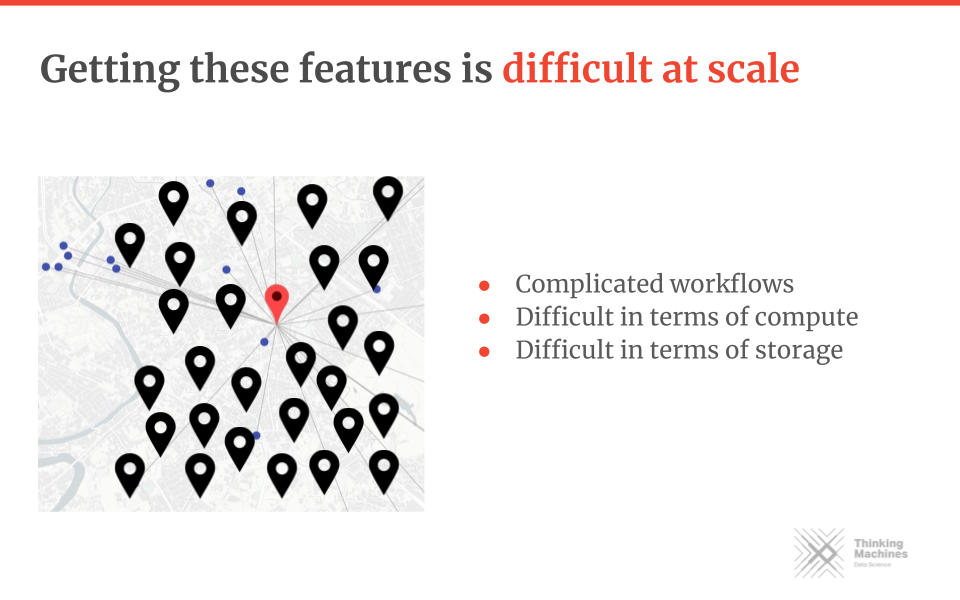 Getting these features is difficult at scale
Complicated workflows
Difficult in terms of compute
Difficult in terms of storage
Thinking
Machines
Data Science